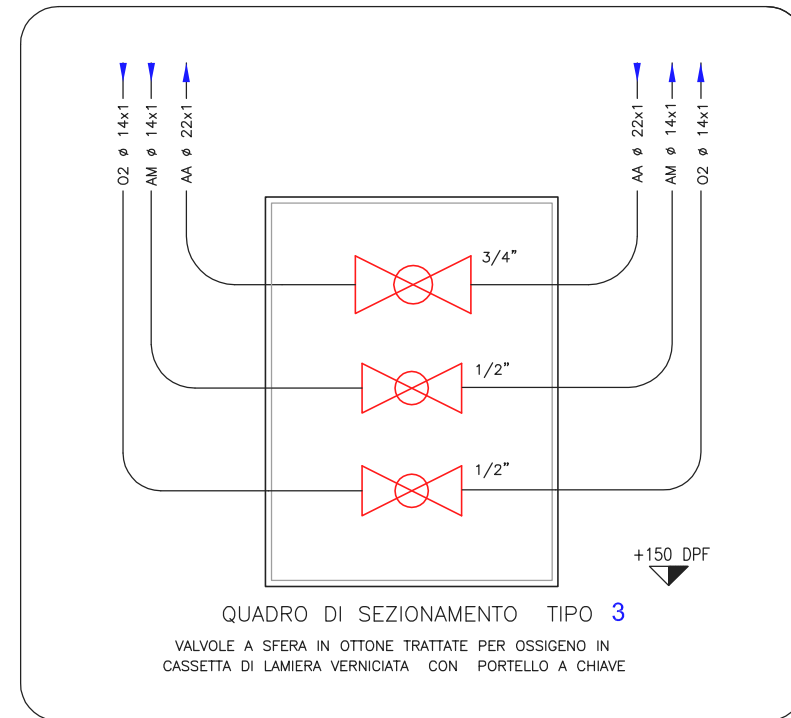 O2 ø 14x1
AM ø 14x1
AA ø 22x1
AA ø 22x1
AM ø 14x1
O2 ø 14x1
3/4”
1/2”
1/2”
+150 DPF
QUADRO DI SEZIONAMENTO TIPO 3
VALVOLE A SFERA IN OTTONE TRATTATE PER OSSIGENO IN
CASSETTA DI LAMIERA VERNICIATA CON PORTELLO A CHIAVE